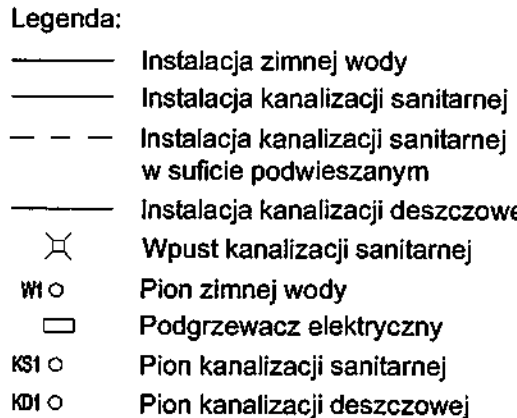 Legenda:
Instalacja zimnej wody
Instalacja kanalizacji sanitarnej
Instalacja kanalizacji sanitarnej
w suficie podwieszanym
Instalacja kanalizacji deszczowe
Wpust kanalizacji sanitarnej
W1 Pion zimnej wody
Podgrzewacz elektryczny
KS1 Pion kanalizacji sanitarnej
KD1 Pion kanalizacji deszczowej